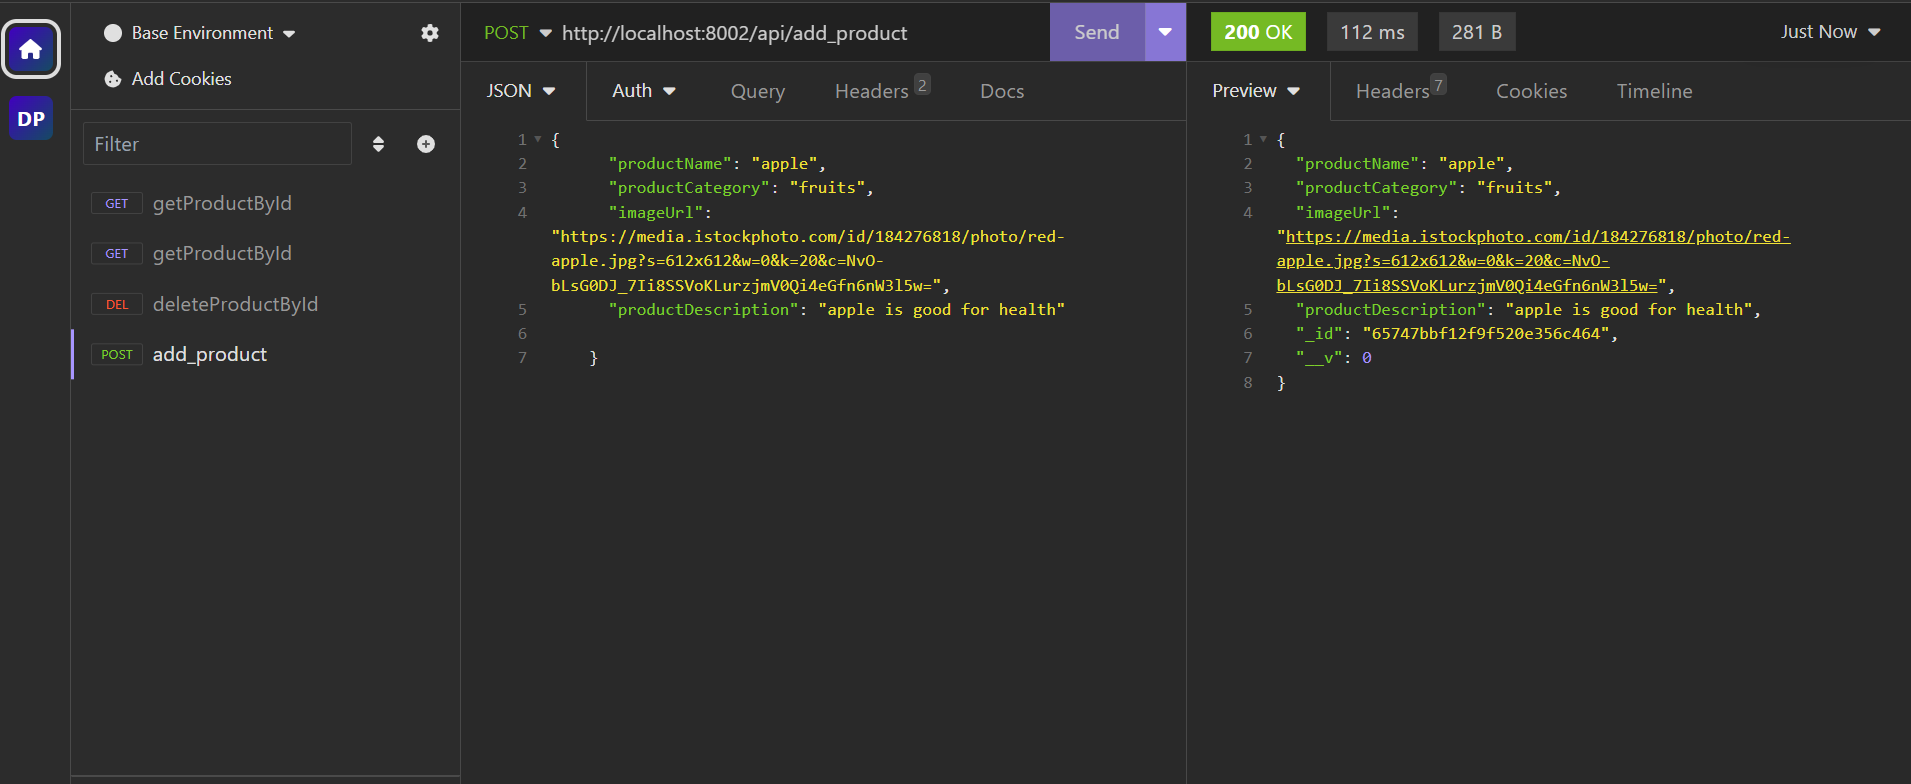 Base Environment
Add Cookies
DP
Filter
GET getProductById
GET getProductById
DEL deleteProductById
POST add_product
POST http://localhost:8002/api/add_product Send
JSON Auth Query Headers 2 Docs
1 {
2 "productName": "apple",
3 "productCategory": "fruits",
4 "imageUrl":
"https://media.istockphoto.com/id/184276818/photo/red-
apple.jpg?s=612x612&w=0&k=20&c=NvO-
bLsG0DJ_7Ii8SSVoKLurzjmV0Qi4eGfn6nW3l5w=",
5 "productDescription": "apple is good for health"
6
7 }
200 OK 112 ms 281 B Just Now
Preview Headers 7 Cookies Timeline
1 {
2 "productName": "apple",
3 "productCategory": "fruits",
4 "imageUrl":
"https://media.istockphoto.com/id/184276818/photo/red-
apple.jpg?s=612x612&w=0&k=20&c=NvO-
bLsG0DJ_7Ii8SSVoKLurzjmV0Qi4eGfn6nW3l5w=",
5 "productDescription": "apple is good for health",
6 "_id": "65747bbf12f9f520e356c464",
7 "__v": 0
8 }